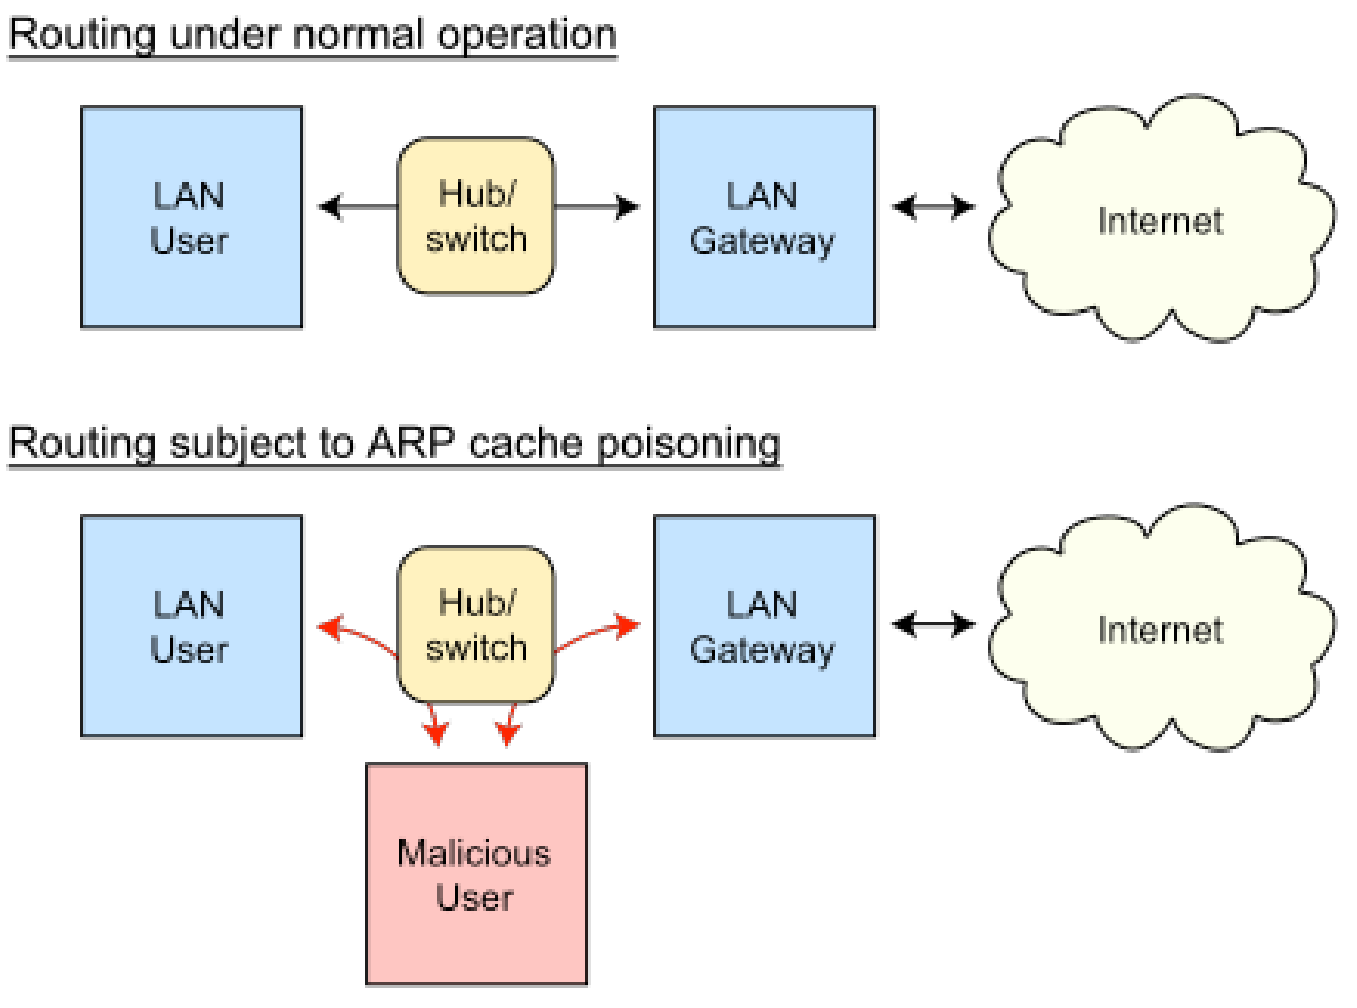 Routing under normal operation
LAN
User
Hub/
switch
LAN
Gateway
Internet
Routing subject to ARP cache poisoning
LAN
User
Hub/
switch
LAN
Gateway
Internet
Malicious
User